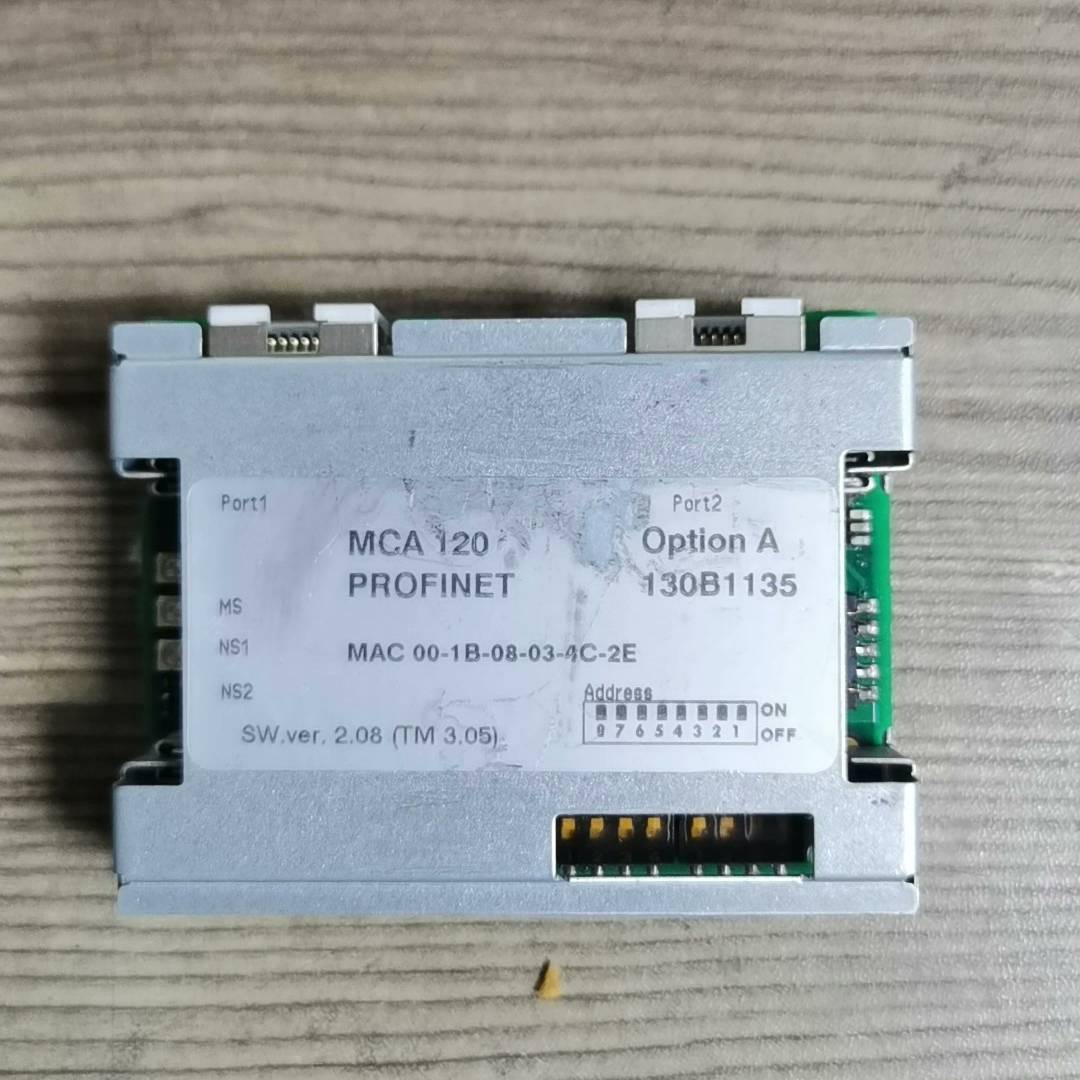 Port1 Port2
MCA 120 Option A
PROFINET 130B1135
MS
NS1 MAC 00-1B-08-03-4C-2E
NS2 Address
ON
8 7 6 5 4 3 2 1 OFF
SW.ver. 2.08 (TM 3.05)